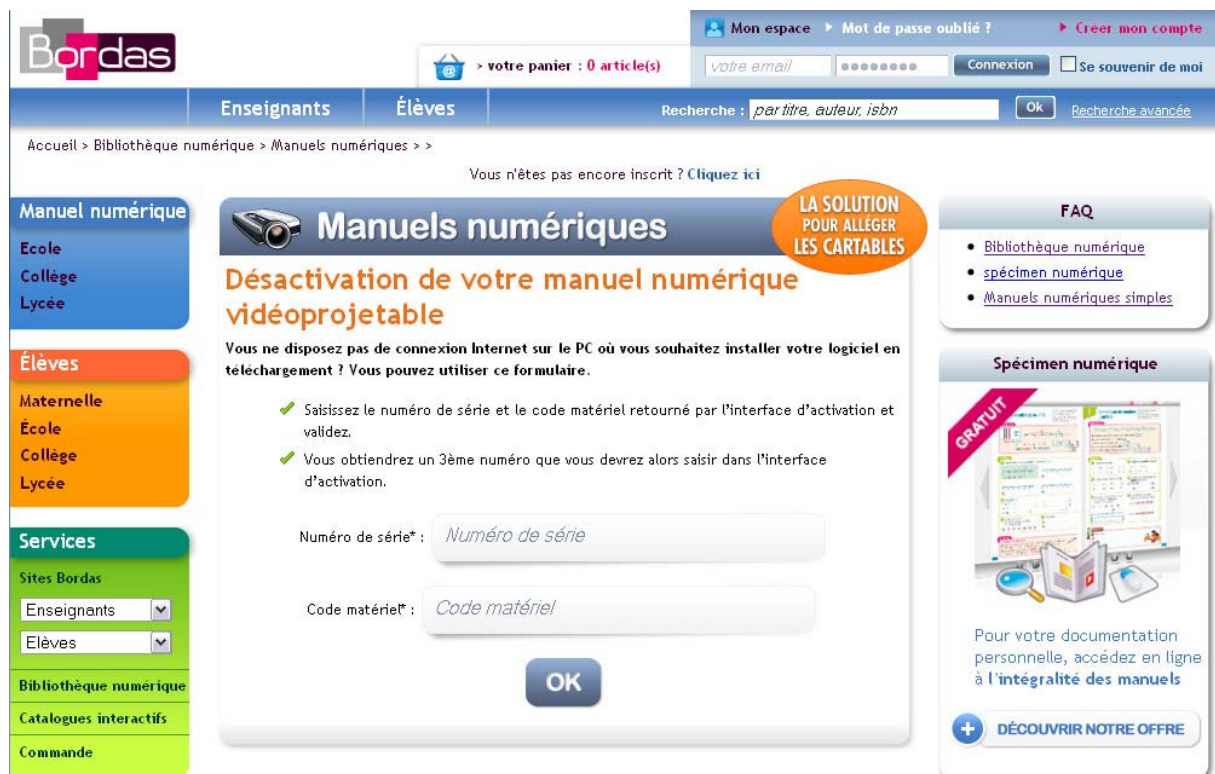 Bordas
Mon espace
Mot de passe oublié ?
Créer mon compte
> votre panier : 0 article(s)
votre email
Connexion
Se souvenir de moi
Enseignants
Élèves
Recherche : par titre, auteur, isbn
Ok
Recherche avancée
Accueil > Bibliothèque numérique > Manuels numériques > >
Vous n'êtes pas encore inscrit ? Cliquez ici
Manuel numérique
Ecole
Collège
Lycée
Élèves
Maternelle
École
Collège
Lycée
Services
Sites Bordas
Enseignants
Elèves
Bibliothèque numérique
Catalogues interactifs
Commande
Manuels numériques
LA SOLUTION
POUR ALLÉGER
LES CARTABLES
Désactivation de votre manuel numérique
vidéoprojetable
Vous ne disposez pas de connexion Internet sur le PC où vous souhaitez installer votre logiciel en
téléchargement ? Vous pouvez utiliser ce formulaire.
Saisissez le numéro de série et le code matériel retourné par l'interface d'activation et
validez.
Vous obtiendrez un 3ème numéro que vous devrez alors saisir dans l'interface
d'activation.
Numéro de série* : Numéro de série
Code matériel* : Code matériel
OK
FAQ
Bibliothèque numérique
spécimen numérique
Manuels numériques simples
Spécimen numérique
GRATUIT
Pour votre documentation
personnelle, accédez en ligne
à l'intégralité des manuels
DÉCOUVRIR NOTRE OFFRE